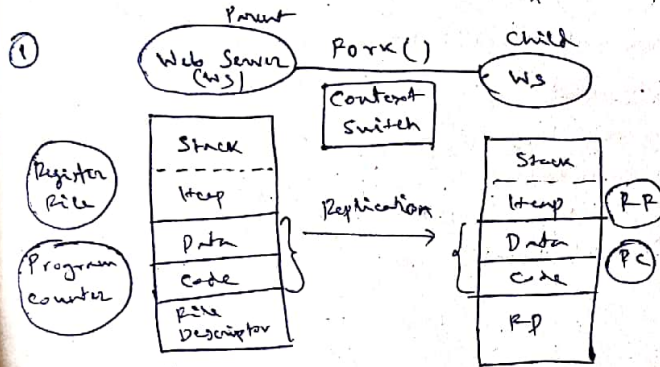 ①
Parent
Web Server
(WS)
Fork()
Child
WS
Context
Switch
Register
File
Program
Counter
Stack
Heap
Data
Code
File
Descriptor
Replication
Stack
Heap
Data
Code
FD
RF
PC